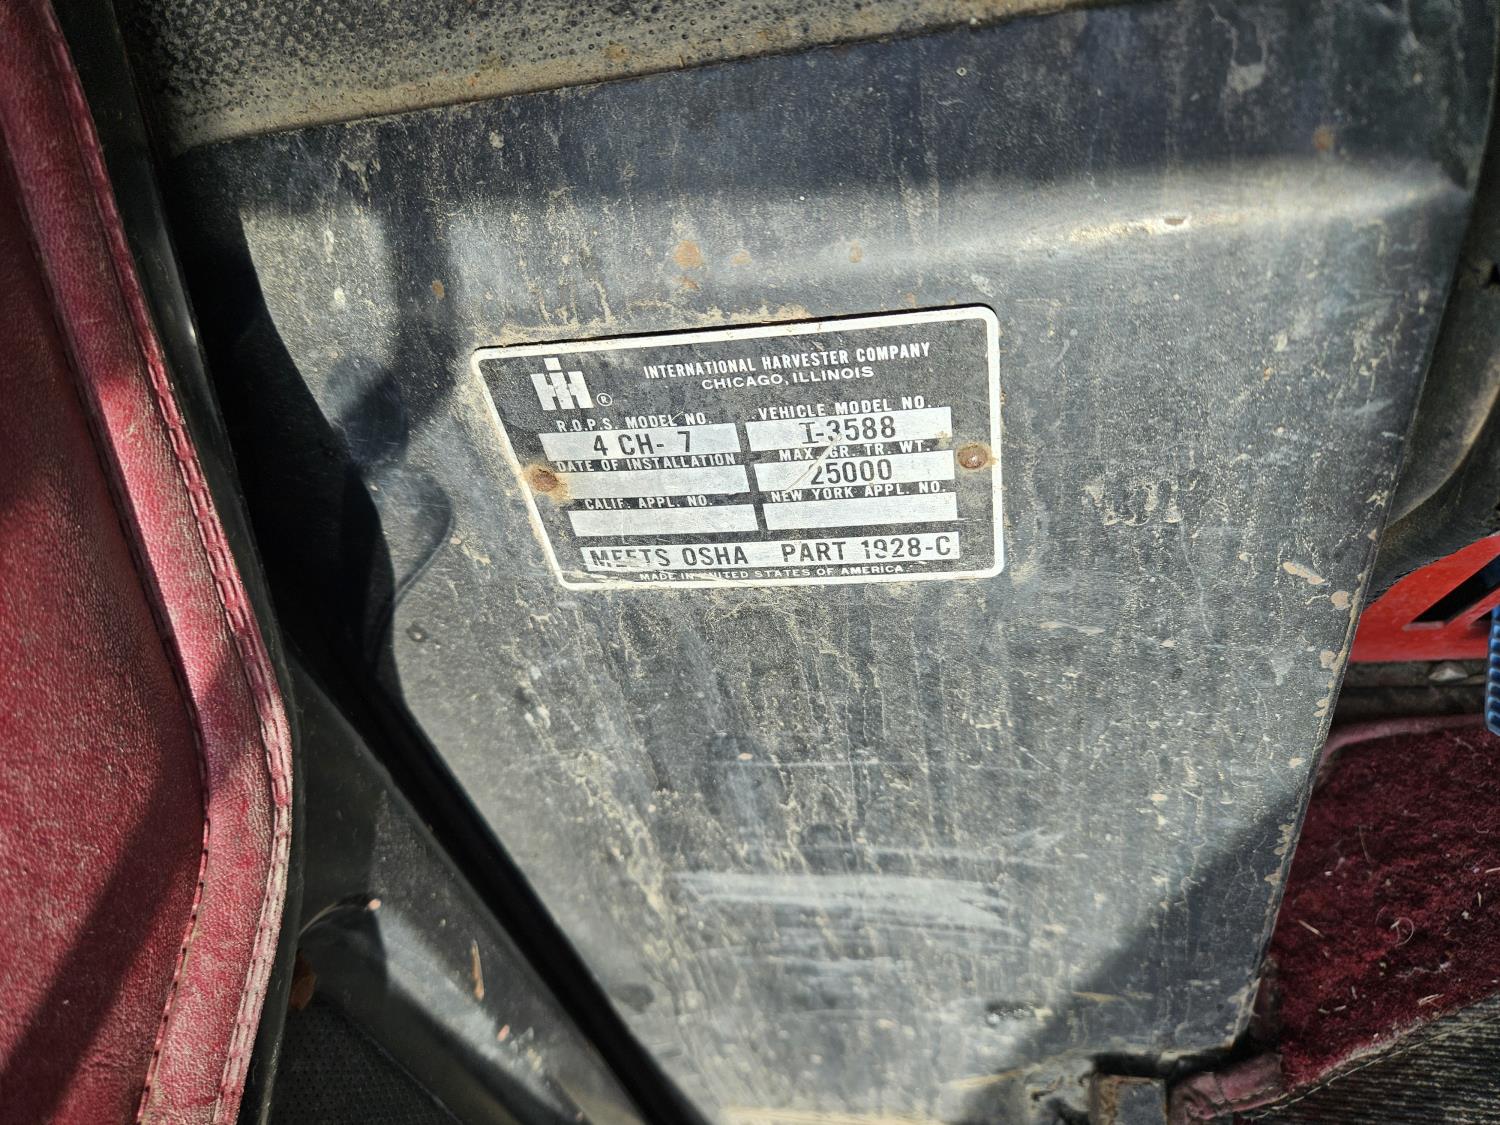 IH ®
INTERNATIONAL HARVESTER COMPANY
CHICAGO, ILLINOIS
R.O.P.S. MODEL NO. VEHICLE MODEL NO.
4 CH-7 I-3588
DATE OF INSTALLATION MAX. GR. TR. WT.
25000
CALIF. APPL. NO. NEW YORK APPL. NO.
MEETS OSHA PART 1928-C
MADE IN UNITED STATES OF AMERICA